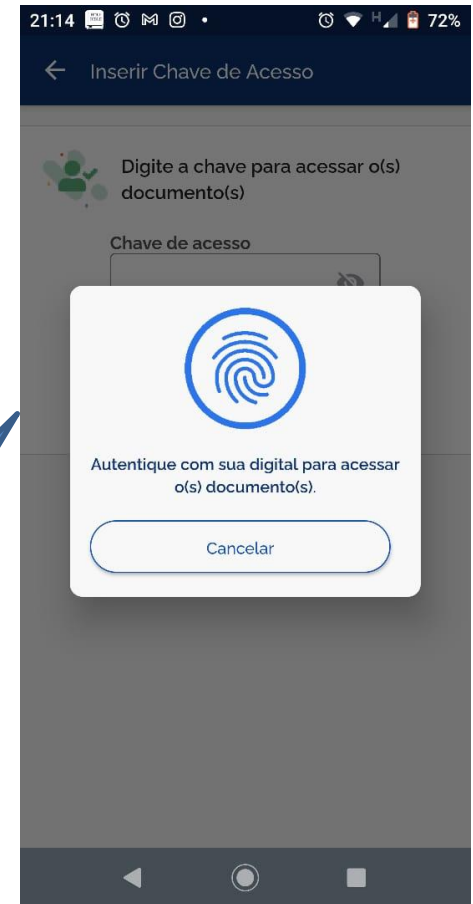 21:14 H 72%
Inserir Chave de Acesso
Digite a chave para acessar o(s)
documento(s)
Chave de acesso
Autentique com sua digital para acessar
o(s) documento(s).
Cancelar